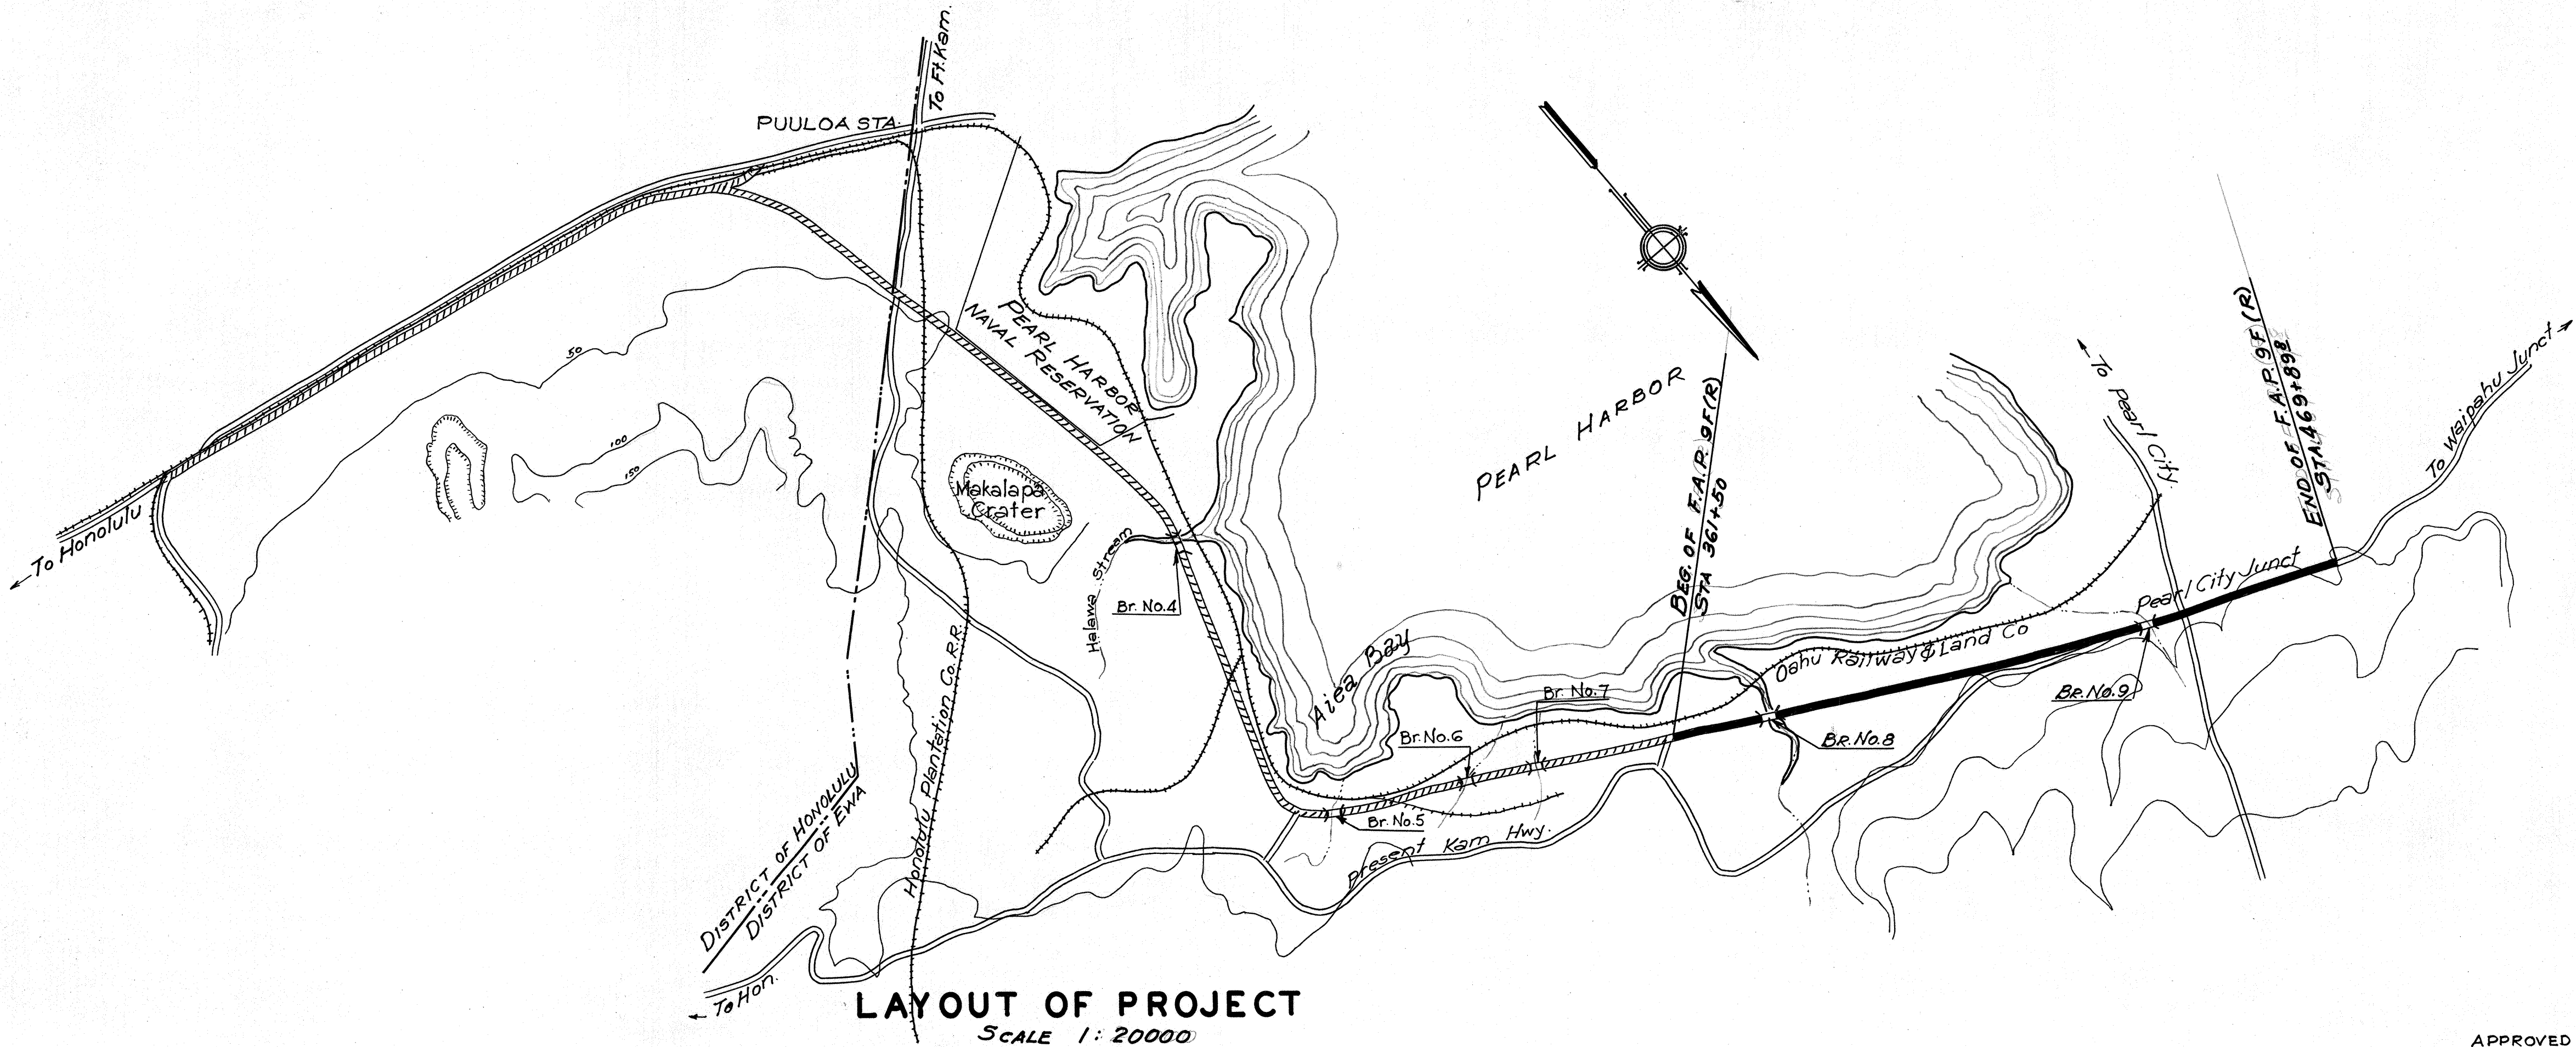 To Ft. Kam.
PUULOA STA.
To Honolulu
50
100
150
PEARL HARBOR
NAVAL RESERVATION
Makalapa
Crater
Halawa Stream
Br. No.4
Honolulu Plantation Co. R.R.
DISTRICT OF HONOLULU
DISTRICT OF EWA
To Hon.
PEARL HARBOR
Aiea Bay
Br. No.5
Br. No.6
Br. No.7
Present Kam Hwy.
BEG. OF F.A.P. 9F(R)
STA 361+50
Oahu Railway & Land Co
BR. No.8
BR. No.9
To Pearl City.
Pearl City Junct
END OF F.A.P. 9F (R)
STA. 469+89.8
To Waipahu Junct
LAYOUT OF PROJECT
SCALE 1:20000
APPROVED